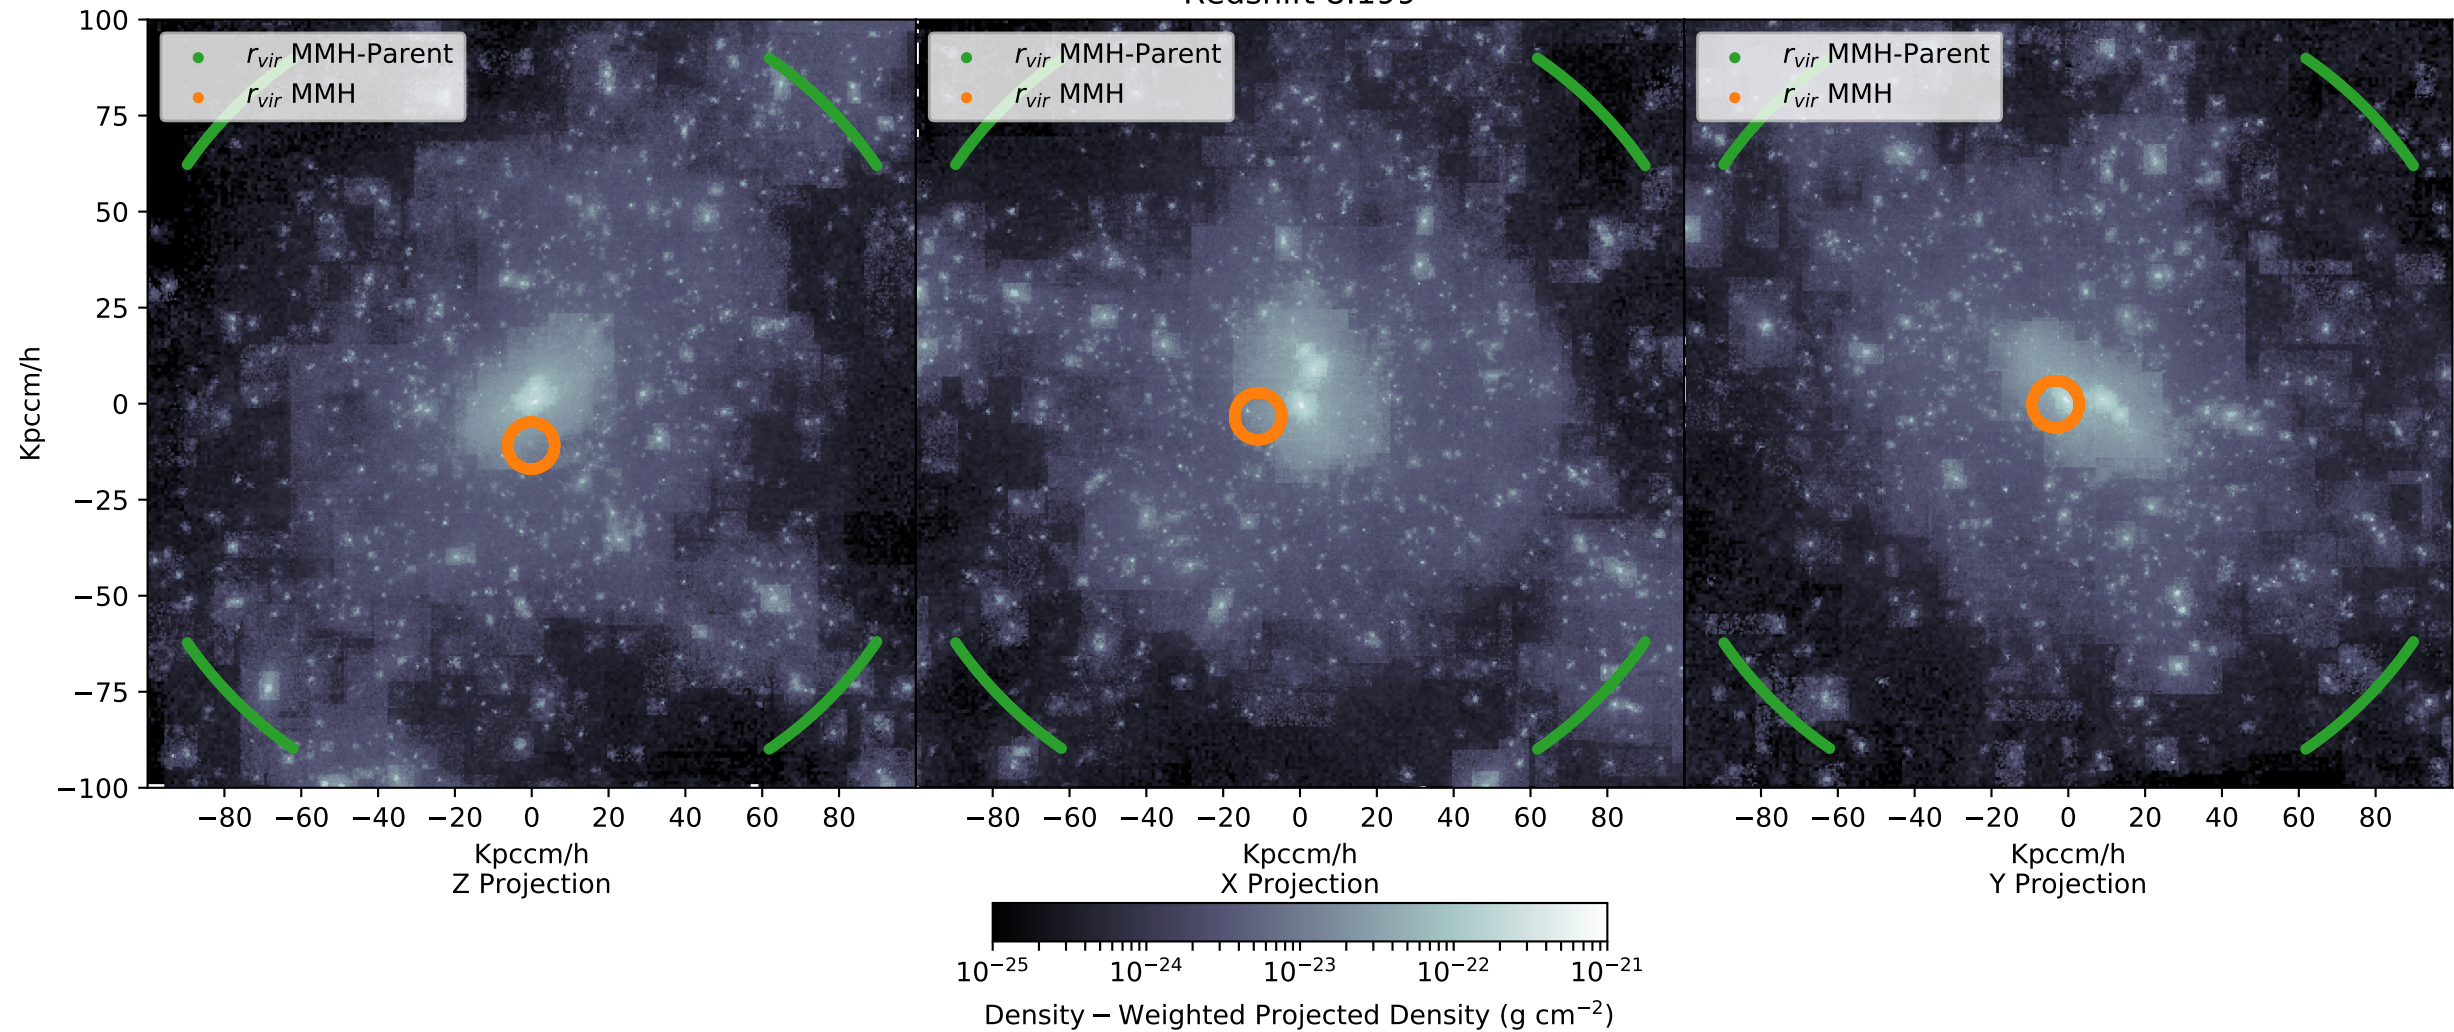 100
75
50
25
0
−25
−50
−75
−100
Kpccm/h
r_vir MMH-Parent
r_vir MMH
r_vir MMH-Parent
r_vir MMH
r_vir MMH-Parent
r_vir MMH
−80 −60 −40 −20 0 20 40 60 80
−80 −60 −40 −20 0 20 40 60 80
−80 −60 −40 −20 0 20 40 60 80
Kpccm/h
Z Projection
Kpccm/h
X Projection
Kpccm/h
Y Projection
10⁻²⁵ 10⁻²⁴ 10⁻²³ 10⁻²² 10⁻²¹
Density − Weighted Projected Density (g cm⁻²)